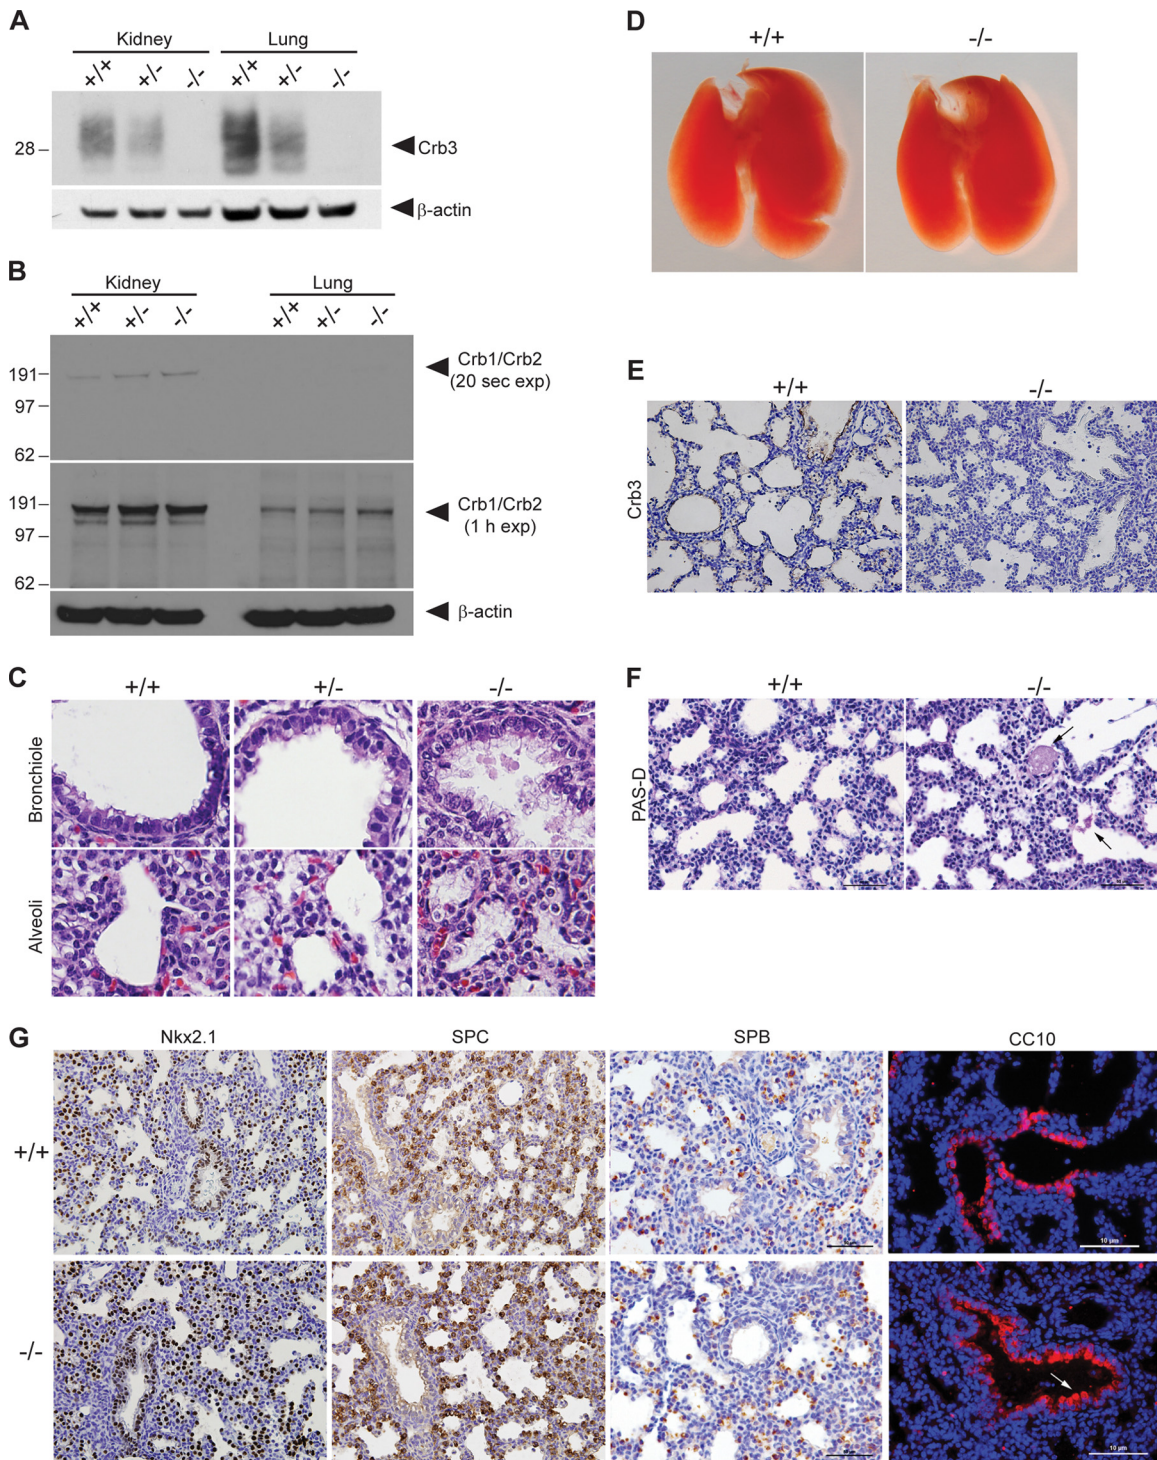 A
Kidney Lung
+/+ +/- -/- +/+ +/- -/-
28
Crb3
β-actin
B
Kidney Lung
+/+ +/- -/- +/+ +/- -/-
191
97
62
Crb1/Crb2
(20 sec exp)
191
97
62
Crb1/Crb2
(1 h exp)
β-actin
C
+/+ +/- -/-
Bronchiole
Alveoli
D
+/+ -/-
E
+/+ -/-
Crb3
F
+/+ -/-
PAS-D
G
Nkx2.1 SPC SPB CC10
+/+
10 µm
-/-
10 µm